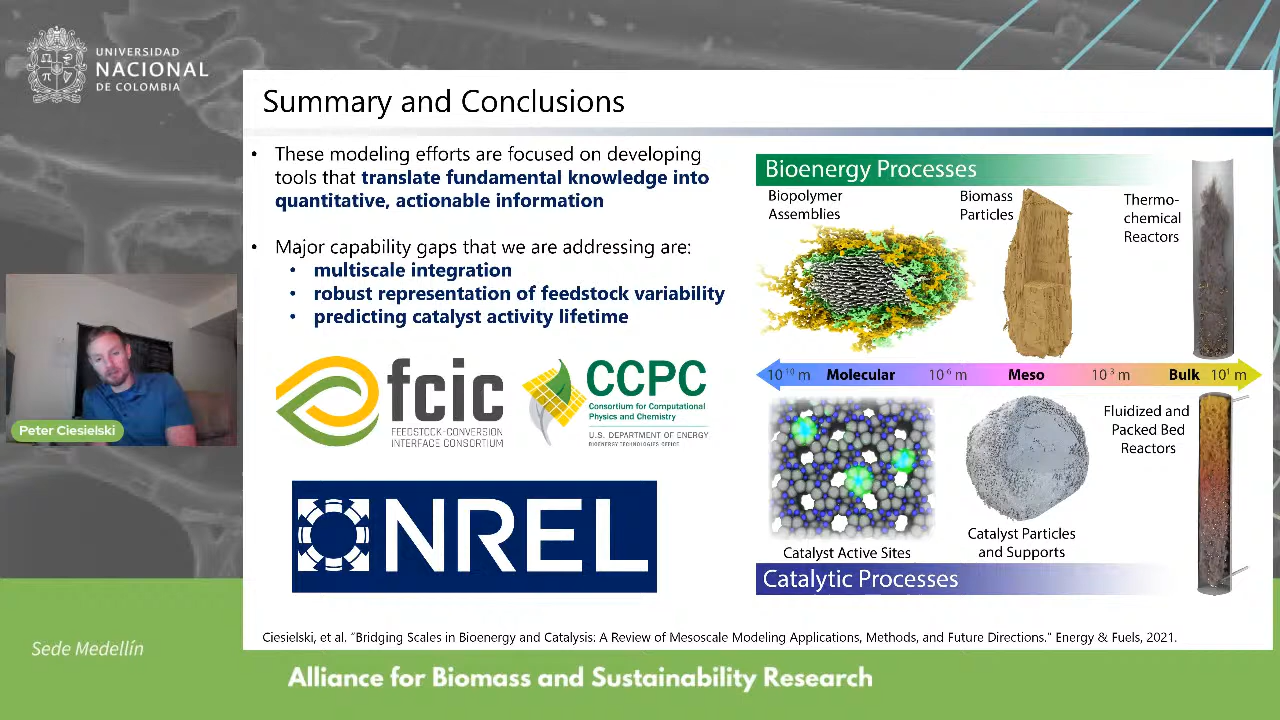 UNIVERSIDAD
NACIONAL
DE COLOMBIA
Summary and Conclusions
• These modeling efforts are focused on developing
tools that translate fundamental knowledge into
quantitative, actionable information
• Major capability gaps that we are addressing are:
• multiscale integration
• robust representation of feedstock variability
• predicting catalyst activity lifetime
fcic
FEEDSTOCK-CONVERSION
INTERFACE CONSORTIUM
CCPC
Consortium for Computational
Physics and Chemistry
U.S. DEPARTMENT OF ENERGY
BIOENERGY TECHNOLOGIES OFFICE
NREL
Bioenergy Processes
Biopolymer
Assemblies
Biomass
Particles
Thermo-
chemical
Reactors
10⁻¹⁰ m Molecular 10⁻⁶ m Meso 10⁻³ m Bulk 10¹ m
Fluidized and
Packed Bed
Reactors
Catalyst Active Sites
Catalyst Particles
and Supports
Catalytic Processes
Ciesielski, et al. "Bridging Scales in Bioenergy and Catalysis: A Review of Mesoscale Modeling Applications, Methods, and Future Directions." Energy & Fuels, 2021.
Peter Ciesielski
Sede Medellín
Alliance for Biomass and Sustainability Research